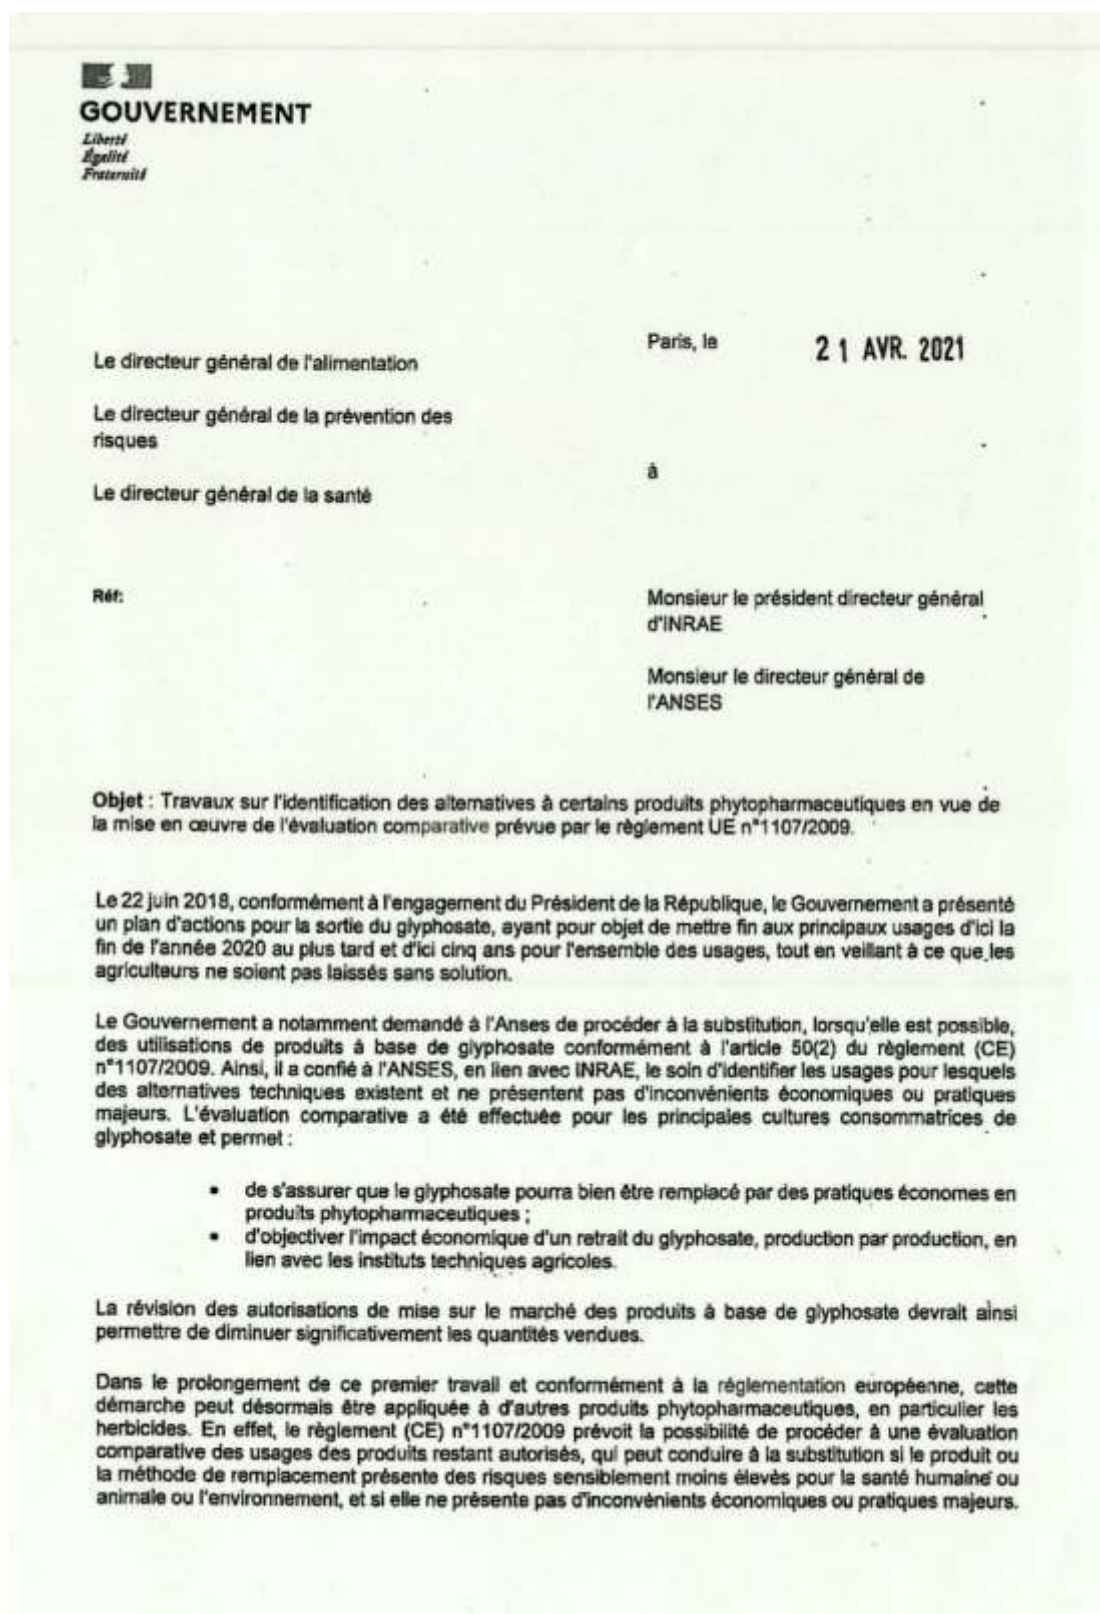 GOUVERNEMENT
Liberté
Égalité
Fraternité
Le directeur général de l'alimentation
Paris, le
21 AVR. 2021
Le directeur général de la prévention des
risques
à
Le directeur général de la santé
Réf:
Monsieur le président directeur général
d'INRAE
Monsieur le directeur général de
l'ANSES
Objet : Travaux sur l'identification des alternatives à certains produits phytopharmaceutiques en vue de
la mise en œuvre de l'évaluation comparative prévue par le règlement UE n°1107/2009.
Le 22 juin 2018, conformément à l'engagement du Président de la République, le Gouvernement a présenté
un plan d'actions pour la sortie du glyphosate, ayant pour objet de mettre fin aux principaux usages d'ici la
fin de l'année 2020 au plus tard et d'ici cinq ans pour l'ensemble des usages, tout en veillant à ce que les
agriculteurs ne soient pas laissés sans solution.
Le Gouvernement a notamment demandé à l'Anses de procéder à la substitution, lorsqu'elle est possible,
des utilisations de produits à base de glyphosate conformément à l'article 50(2) du règlement (CE)
n°1107/2009. Ainsi, il a confié à l'ANSES, en lien avec INRAE, le soin d'identifier les usages pour lesquels
des alternatives techniques existent et ne présentent pas d'inconvénients économiques ou pratiques
majeurs. L'évaluation comparative a été effectuée pour les principales cultures consommatrices de
glyphosate et permet :
• de s'assurer que le glyphosate pourra bien être remplacé par des pratiques économes en
produits phytopharmaceutiques ;
• d'objectiver l'impact économique d'un retrait du glyphosate, production par production, en
lien avec les instituts techniques agricoles.
La révision des autorisations de mise sur le marché des produits à base de glyphosate devrait ainsi
permettre de diminuer significativement les quantités vendues.
Dans le prolongement de ce premier travail et conformément à la réglementation européenne, cette
démarche peut désormais être appliquée à d'autres produits phytopharmaceutiques, en particulier les
herbicides. En effet, le règlement (CE) n°1107/2009 prévoit la possibilité de procéder à une évaluation
comparative des usages des produits restant autorisés, qui peut conduire à la substitution si le produit ou
la méthode de remplacement présente des risques sensiblement moins élevés pour la santé humaine ou
animale ou l'environnement, et si elle ne présente pas d'inconvénients économiques ou pratiques majeurs.